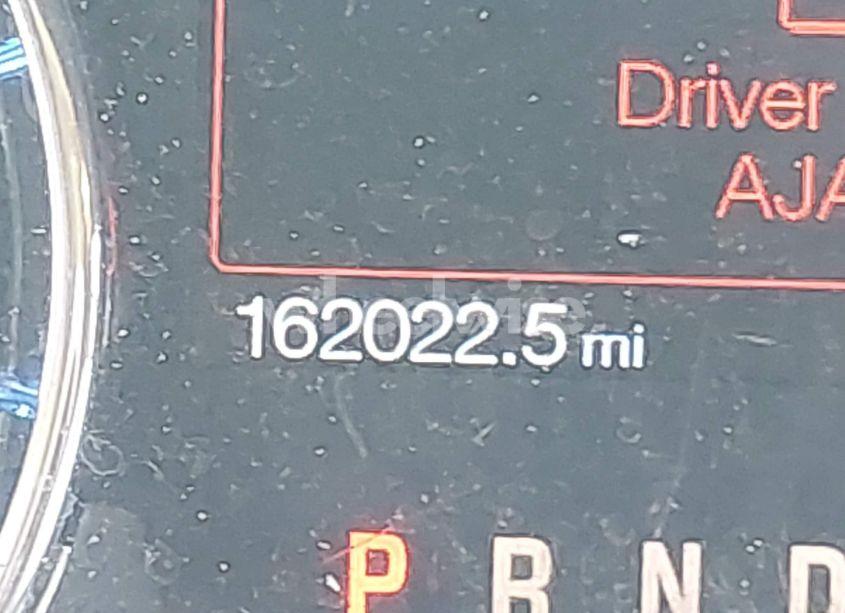 Driver
AJA
162022.5 mi
P R N D